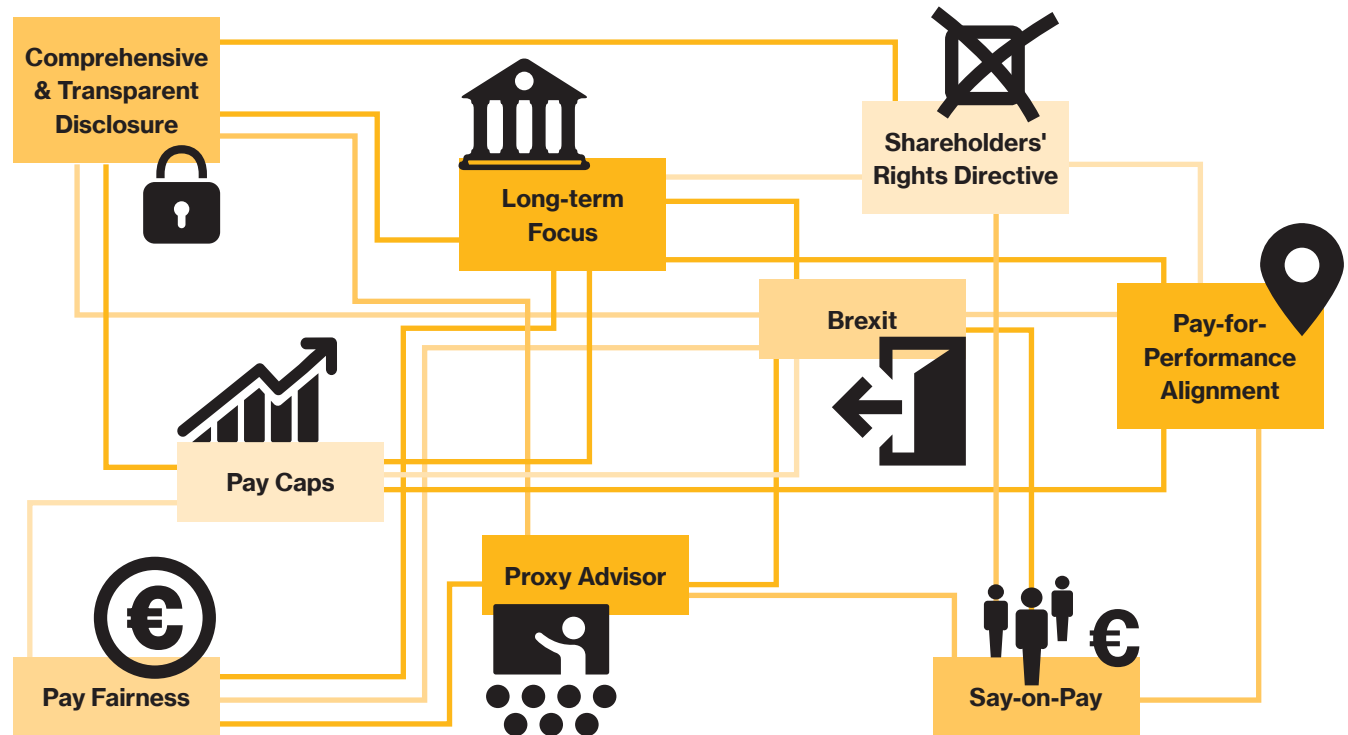 Comprehensive
& Transparent
Disclosure
Shareholders'
Rights Directive
Long-term
Focus
Brexit
Pay-for-
Performance
Alignment
Pay Caps
Proxy Advisor
€
Pay Fairness
€
Say-on-Pay